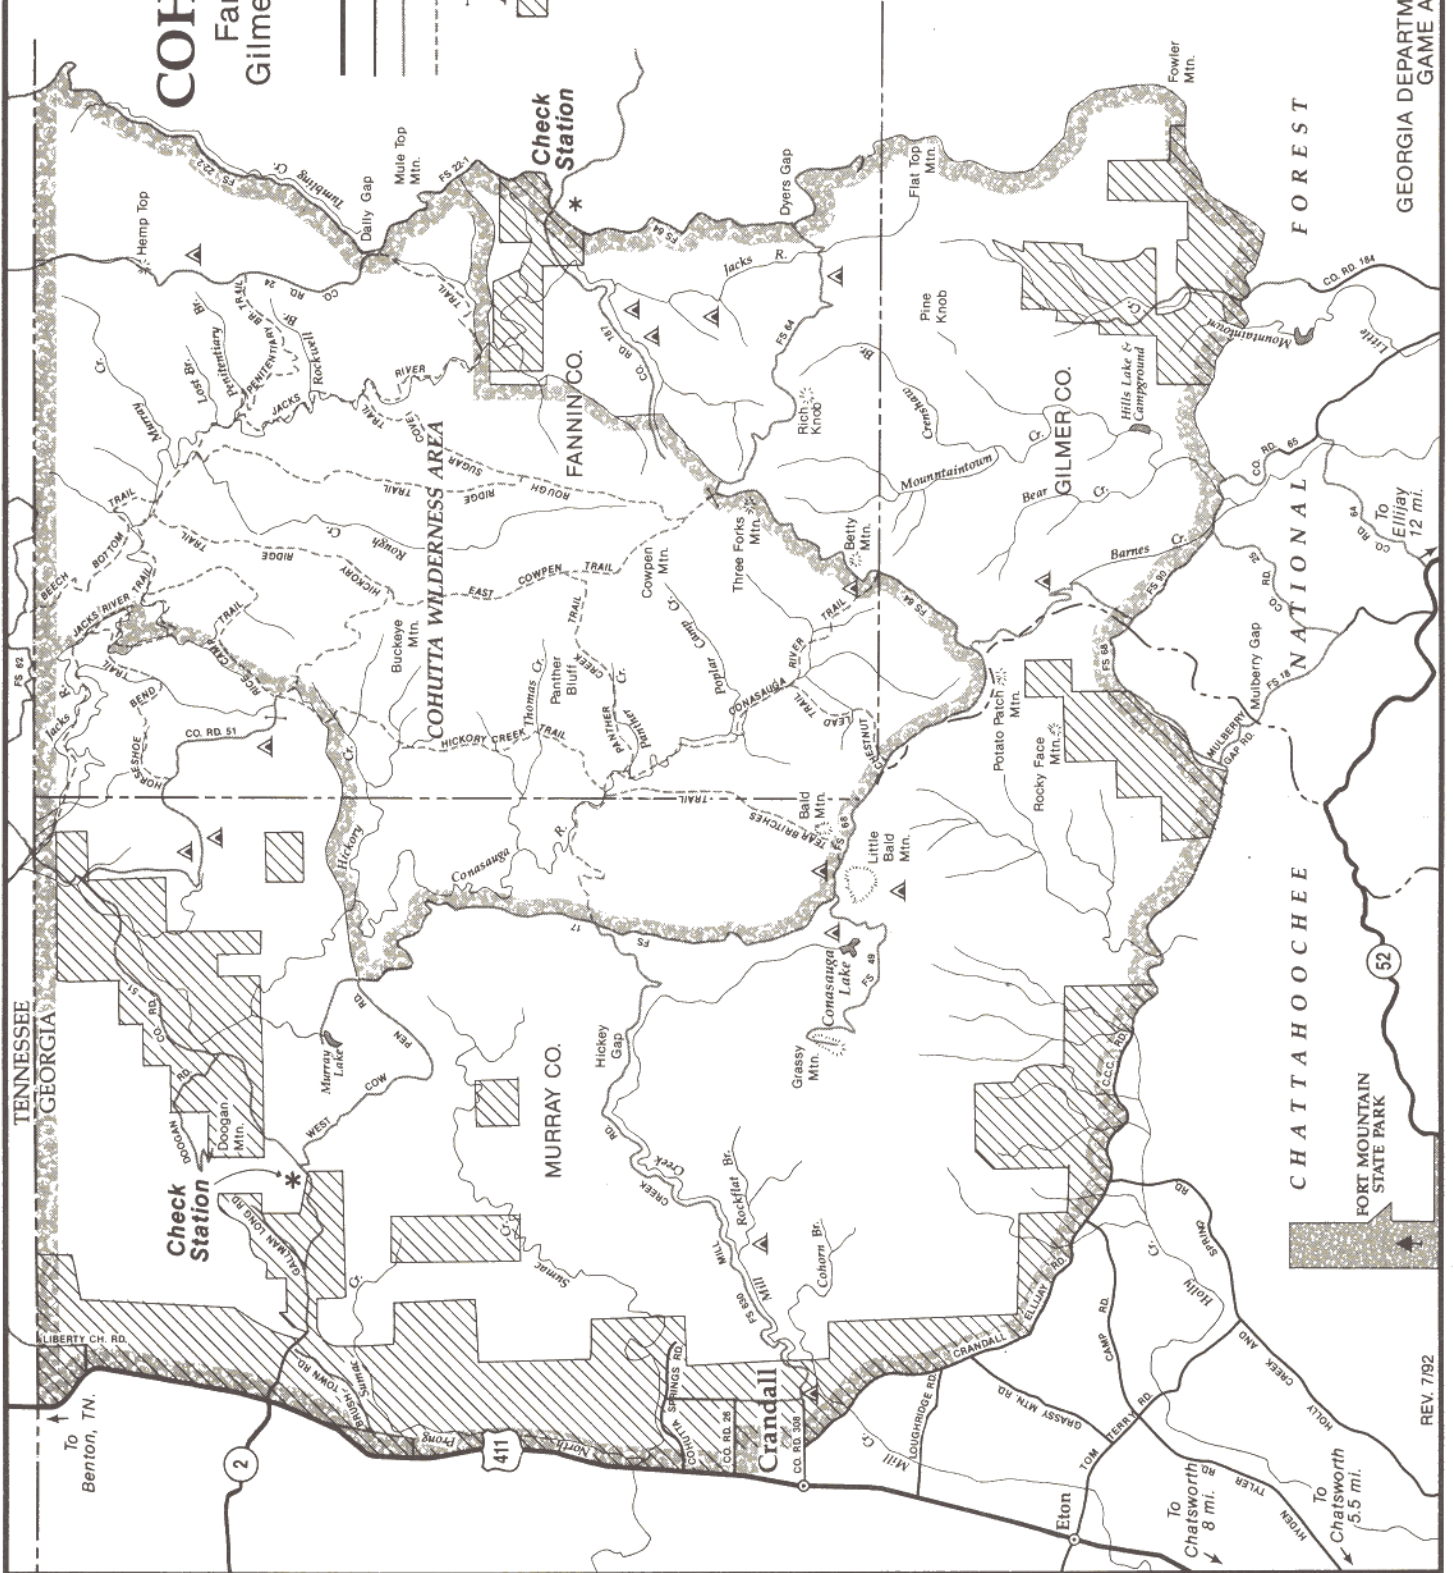 COH
Fan
Gilme
TENNESSEE
GEORGIA
FS 62
Hemp Top
FS 22-2
Tumbling
Cr.
Dally Gap
Mule Top
Mtn.
FS 22-1
Check
Station
*
CO.
RD.
24
Murray
Cr.
Lost Br.
Penitentiary
Br.
PENITENTIARY
BR. TRAIL
Rockwell
Br.
JACKS
RIVER
TRAIL
TRAIL
SUGAR
COVE
TRAIL
ROUGH
RIDGE
TRAIL
Rough
Cr.
BEECH
BOTTOM
TRAIL
HICKORY
RIDGE
TRAIL
JACKS RIVER TRAIL
RICE
CAMP
TRAIL
HORSESHOE
BEND
TRAIL
Jacks
R.
CO. RD. 51
COHUTTA WILDERNESS AREA
FANNIN CO.
CO.
RD
187
FS 64
Jacks
R.
Dyers Gap
Flat Top
Mtn.
Fowler
Mtn.
FS 64
Rich
Knob
Pine
Knob
Crenshaw
Br.
Mounntaintown
Cr.
Bear
Cr.
GILMER CO.
Hills Lake &
Campground
Cr.
Mountaintown
Little
CO. RD. 184
CO. RD. 65
CO. RD. 64
To
Ellijay
12 mi.
CO. RD. 26
Barnes
Cr.
FS 90
FS 68
Mulberry Gap
FS 18
MULBERRY
GAP RD.
Buckeye
Mtn.
EAST
COWPEN
TRAIL
Cowpen
Mtn.
Three Forks
Mtn.
Betty
Mtn.
FS 64
Poplar
Camp
Cr.
CONASAUGA
RIVER
TRAIL
CHESTNUT
LEAD
TRAIL
Thomas Cr.
Panther
Bluff
PANTHER
CREEK
TRAIL
Panther
Cr.
HICKORY CREEK TRAIL
Hickory
Cr.
Conasauga
R.
TEARBRITCHES
TRAIL
Bald
Mtn.
FS 68
Little
Bald
Mtn.
Potato Patch
Mtn.
Rocky Face
Mtn.
Conasauga
Lake
FS 49
Grassy
Mtn.
FS
17
Hickey
Gap
MURRAY CO.
Murray
Lake
WEST
COW
PEN
RD.
CO. RD. 51
DOOGAN
RD.
Doogan
Mtn.
Check
Station
*
GALLMAN LONG RD.
LIBERTY CH. RD.
BRUSH TOWN RD.
Sumac
Cr.
Sumac
Cr.
North
Prong
COHUTTA
SPRINGS RD.
CO. RD. 26
CO. RD. 308
Crandall
MILL
CREEK
RD.
FS 630
Mill
Creek
Rockflat Br.
Cohorn Br.
To
Benton, TN.
2
411
Mill
Cr.
LOUGHRIDGE RD.
CRANDALL
ELLIJAY
RD.
C.C.C. RD.
GRASSY MTN. RD.
CAMP
RD.
TOM
TERRY RD.
Eton
HYDEN
TYLER
RD.
To
Chatsworth
8 mi.
To
Chatsworth
5.5 mi.
HOLLY
CREEK AND
SPRING
RD
Holly
Cr.
FORT MOUNTAIN
STATE PARK
52
CHATTAHOOCHEE
NATIONAL
FOREST
GEORGIA DEPARTM
GAME A
REV. 7/92